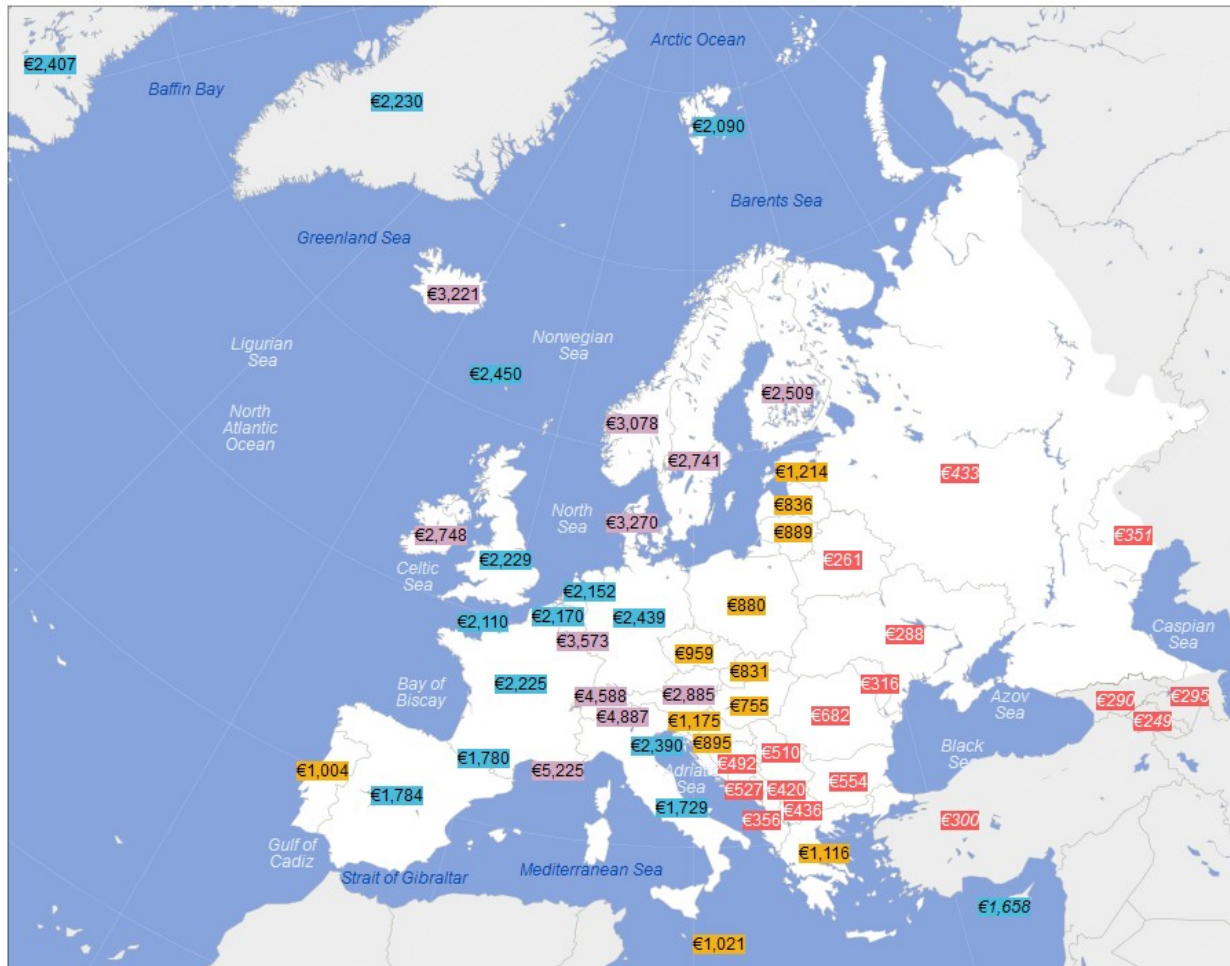 Arctic Ocean
€2,407
Baffin Bay
€2,230
€2,090
Barents Sea
Greenland Sea
€3,221
Norwegian
Sea
Ligurian
Sea
€2,450
€2,509
North
Atlantic
Ocean
€3,078
€2,741
€1,214
€433
€836
North
Sea
€3,270
€889
€2,748
€351
€2,229
€261
Celtic
Sea
€2,152
€880
€2,110
€2,170
€2,439
€288
Caspian
Sea
€3,573
€959
€831
€2,225
€316
Bay of
Biscay
€4,588
€2,885
€290
€295
€755
Azov
Sea
€4,887
€1,175
€682
€249
€2,390
€895
€510
Black
€1,780
€492
€5,225
Sea
€1,004
€1,784
€527
€420
€554
€1,729
€436
€356
€300
Gulf of
Cadiz
€1,116
Mediterranean Sea
Strait of Gibraltar
€1,658
€1,021